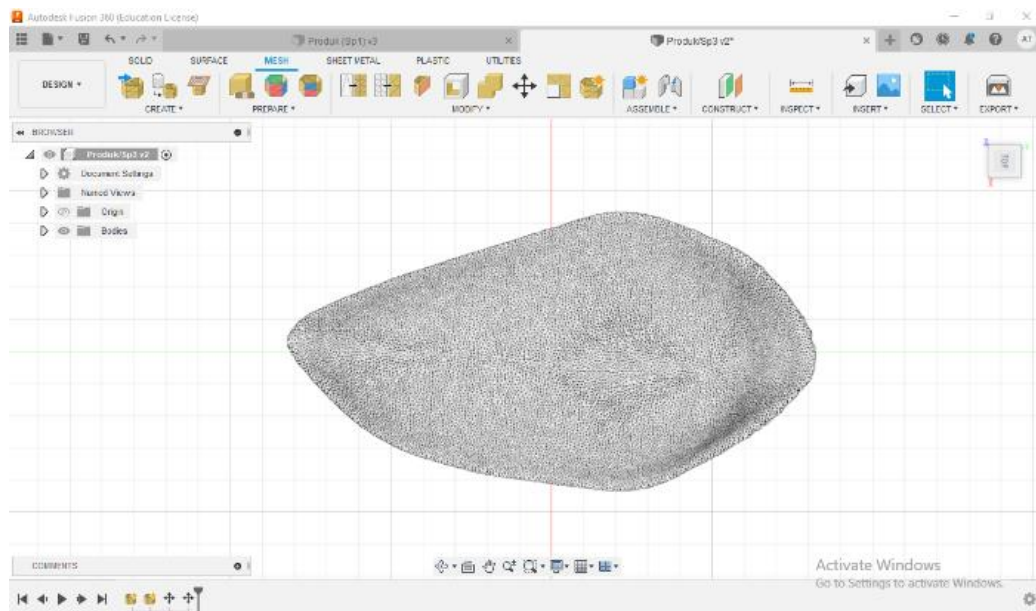 Autodesk Fusion 360 (Education License)
Produk (Sp1) v3
Produk/Sp3 v2*
AT
SOLID SURFACE MESH SHEET METAL PLASTIC UTILITIES
DESIGN
CREATE PREPARE MODIFY ASSEMBLE CONSTRUCT INSPECT INSERT SELECT EXPORT
BROWSER
Produk/Sp3 v2
Document Settings
Named Views
Origin
Bodies
TOP
COMMENTS
Activate Windows
Go to Settings to activate Windows.